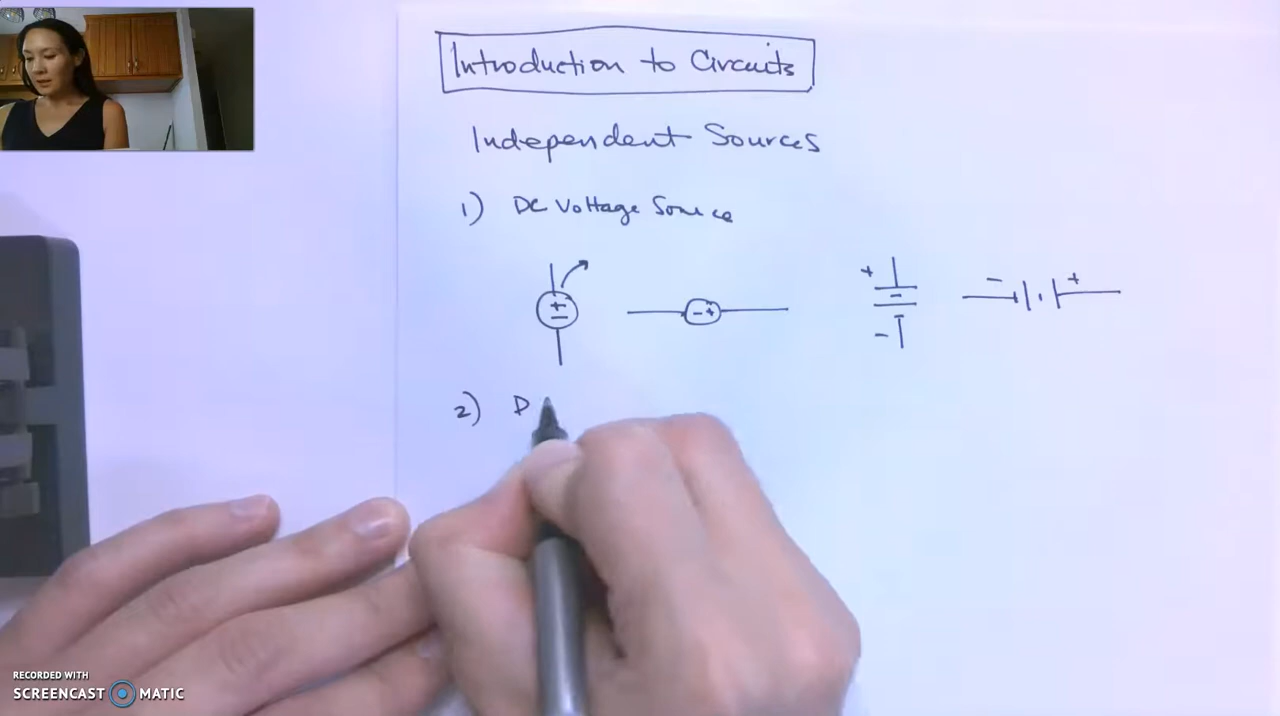 Introduction to Circuits
Independent Sources
1) DC Voltage Source
+
−
− +
+
−
− +
2) D
RECORDED WITH
SCREENCAST MATIC